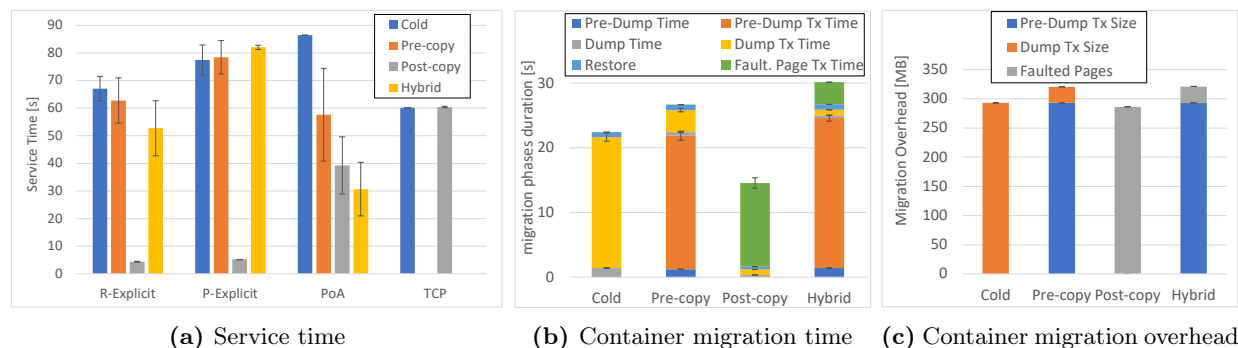 Service Time [s]
100
90
80
70
60
50
40
30
20
10
0
Cold
Pre-copy
Post-copy
Hybrid
R-Explicit P-Explicit PoA TCP
(a) Service time
migration phases duration [s]
Pre-Dump Time Pre-Dump Tx Time
Dump Time Dump Tx Time
Restore Fault. Page Tx Time
30
20
10
0
Cold Pre-copy Post-copy Hybrid
(b) Container migration time
Migration Overhead [MB]
Pre-Dump Tx Size
Dump Tx Size
Faulted Pages
350
300
250
200
150
100
50
0
Cold Pre-copy Post-copy Hybrid
(c) Container migration overhead